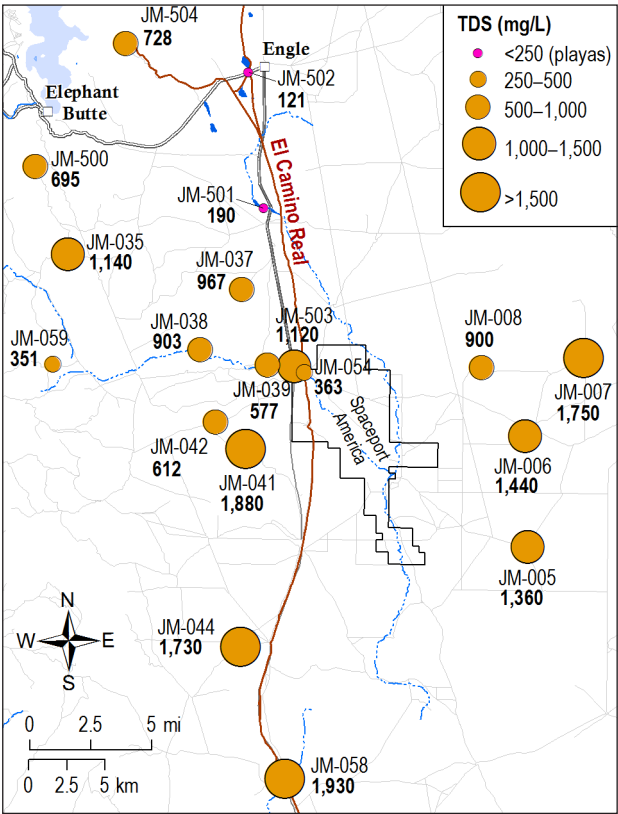 JM-504
728
Engle
JM-502
121
Elephant
Butte
TDS (mg/L)
<250 (playas)
250–500
500–1,000
1,000–1,500
>1,500
El Camino Real
JM-500
695
JM-501
190
JM-035
1,140
JM-037
967
JM-503
1,120
JM-038
903
JM-059
351
JM-008
900
JM-054
363
JM-039
577
JM-007
1,750
Spaceport
America
JM-042
612
JM-041
1,880
JM-006
1,440
JM-005
1,360
N
W
E
S
JM-044
1,730
0 2.5 5 mi
0 2.5 5 km
JM-058
1,930